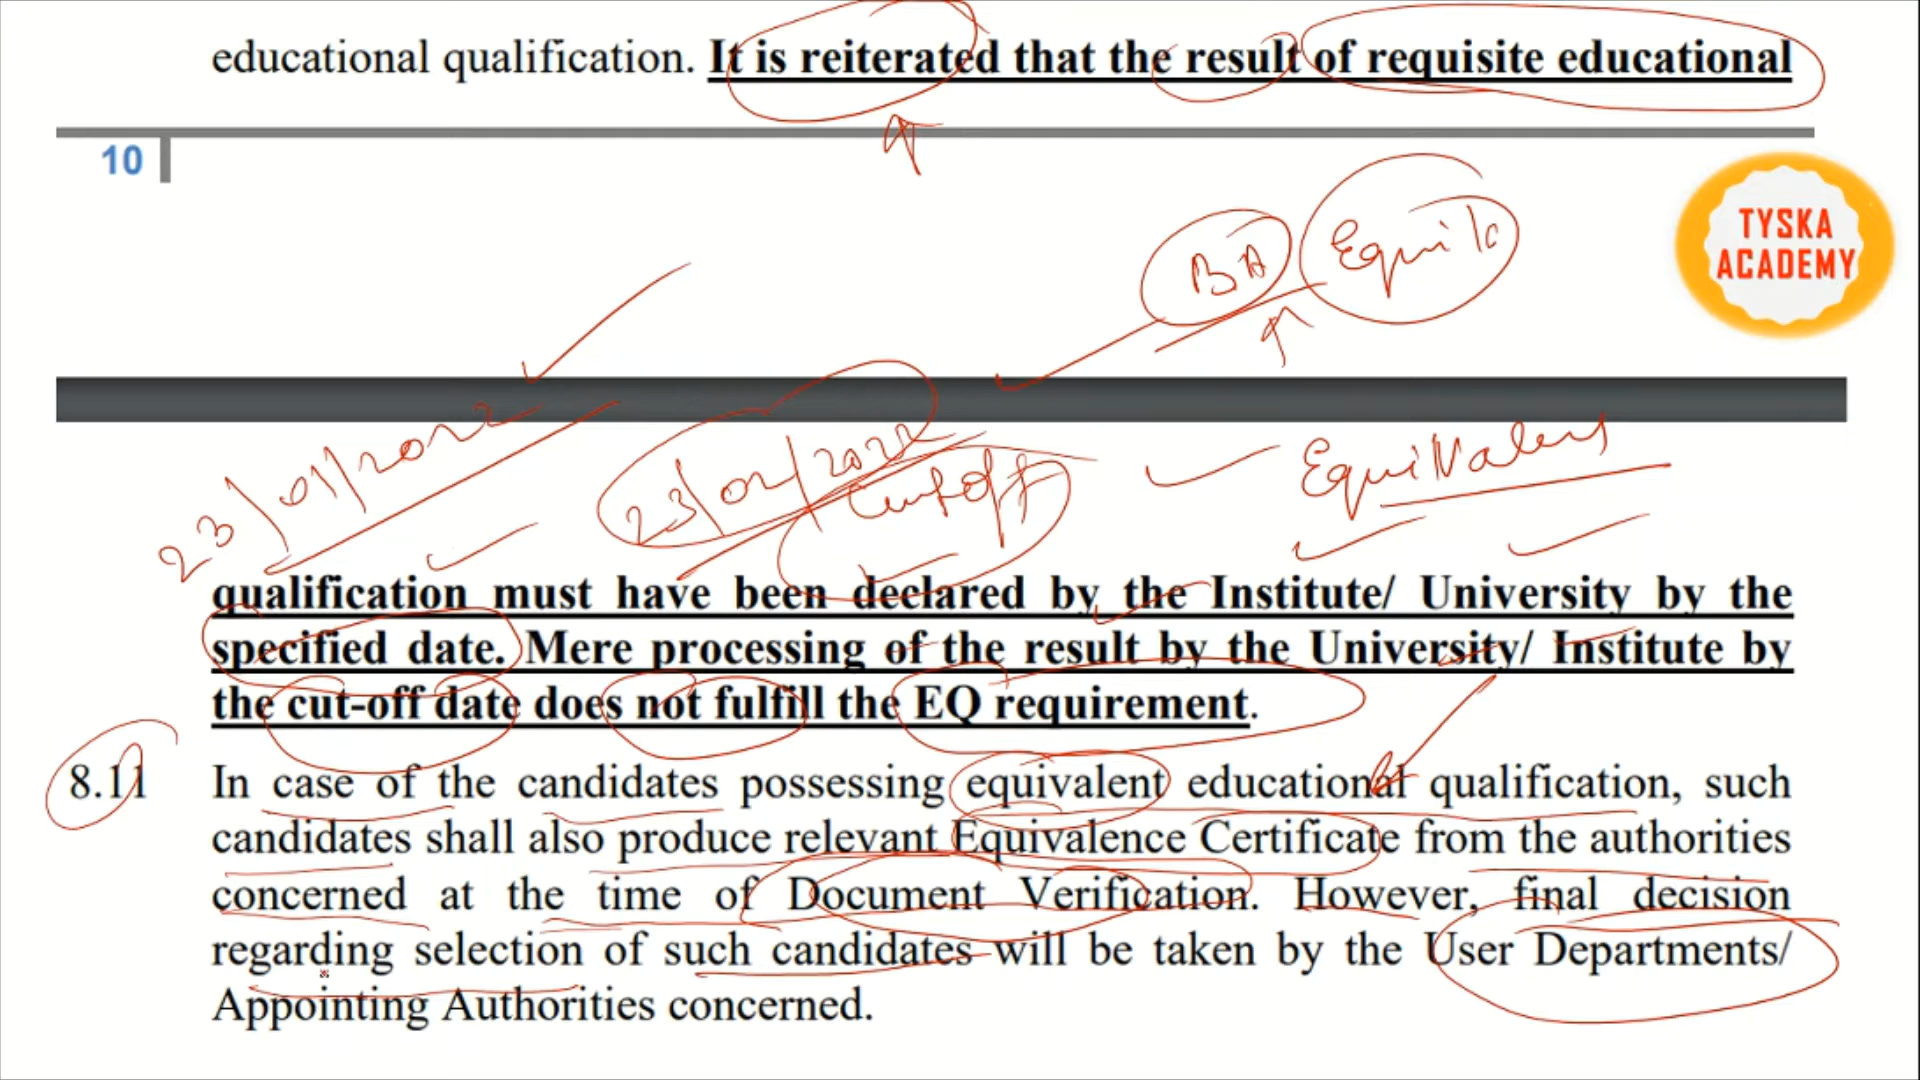 educational qualification. It is reiterated that the result of requisite educational
10
TYSKA
ACADEMY
BA
23/01/2022
23/02/2022
Cutoff
qualification must have been declared by the Institute/ University by the
specified date. Mere processing of the result by the University/ Institute by
the cut-off date does not fulfill the EQ requirement.
8.11 In case of the candidates possessing equivalent educational qualification, such
candidates shall also produce relevant Equivalence Certificate from the authorities
concerned at the time of Document Verification. However, final decision
regarding selection of such candidates will be taken by the User Departments/
Appointing Authorities concerned.